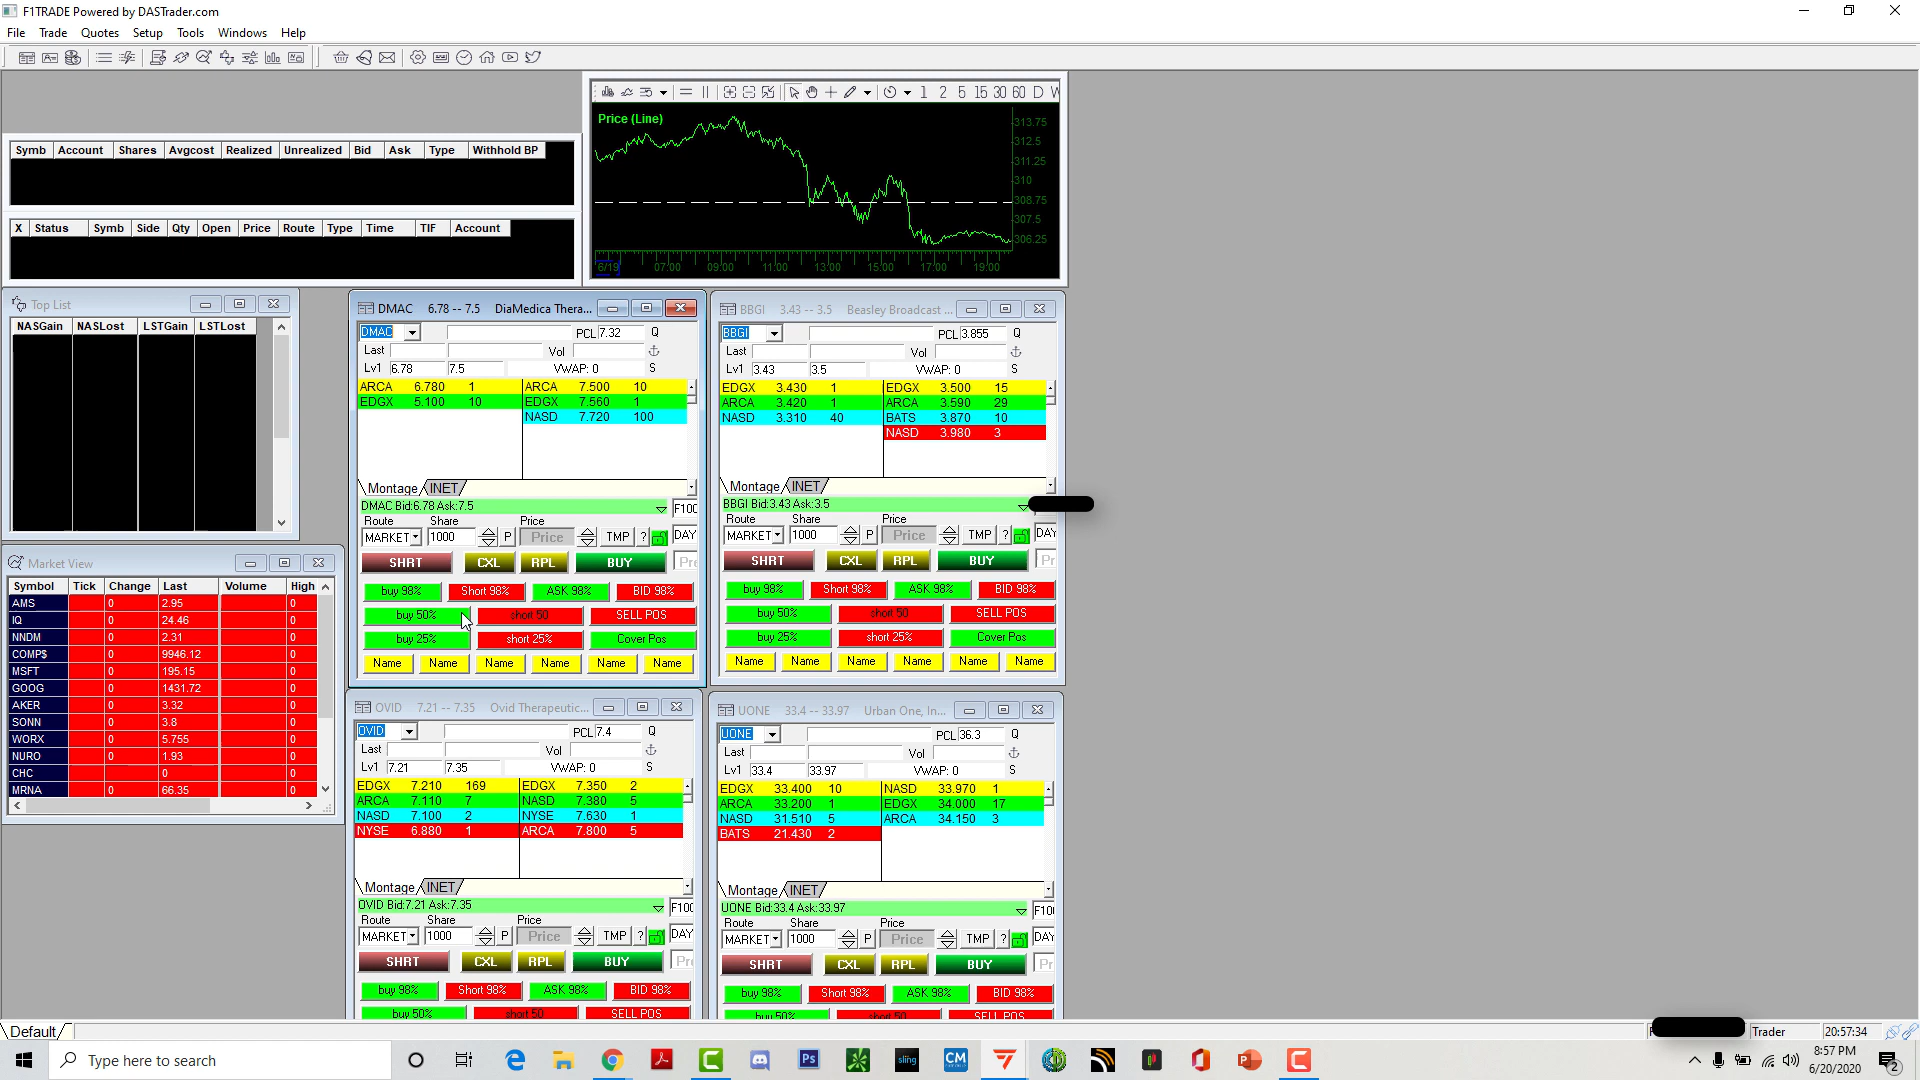 F1TRADE Powered by DASTrader.com
File Trade Quotes Setup Tools Windows Help
1 2 5 15 30 60 D W
Price (Line)
313.75
312.5
311.25
310
308.75
307.5
306.25
6/19 07:00 09:00 11:00 13:00 15:00 17:00 19:00
Symb Account Shares Avgcost Realized Unrealized Bid Ask Type Withhold BP
X Status Symb Side Qty Open Price Route Type Time TIF Account
Top List
NASGain NASLost LSTGain LSTLost
Market View
Symbol Tick Change Last Volume High
AMS 0 2.95 0
IQ 0 24.46 0
NNDM 0 2.31 0
COMP$ 0 9946.12 0
MSFT 0 195.15 0
GOOG 0 1431.72 0
AKER 0 3.32 0
SONN 0 3.8 0
WORX 0 5.755 0
NURO 0 1.93 0
CHC 0 0
MRNA 0 66.35 0
DMAC 6.78 -- 7.5 DiaMedica Thera...
DMAC PCL 7.32 Q
Last Vol
Lv1 6.78 7.5 VWAP: 0 S
ARCA 6.780 1 ARCA 7.500 10
EDGX 5.100 10 EDGX 7.560 1
NASD 7.720 100
Montage INET
DMAC Bid:6.78 Ask:7.5 F100
Route Share Price
MARKET 1000 P Price TMP ? DAY
SHRT CXL RPL BUY Pre
buy 98% Short 98% ASK 98% BID 98%
buy 50% short 50 SELL POS
buy 25% short 25% Cover Pos
Name Name Name Name Name Name
BBGI 3.43 -- 3.5 Beasley Broadcast ...
BBGI PCL 3.855 Q
Last Vol
Lv1 3.43 3.5 VWAP: 0 S
EDGX 3.430 1 EDGX 3.500 15
ARCA 3.420 1 ARCA 3.590 29
NASD 3.310 40 BATS 3.870 10
NASD 3.980 3
Montage INET
BBGI Bid:3.43 Ask:3.5
Route Share Price
MARKET 1000 P Price TMP ? DAY
SHRT CXL RPL BUY Pr
buy 98% Short 98% ASK 98% BID 98%
buy 50% short 50 SELL POS
buy 25% short 25% Cover Pos
Name Name Name Name Name Name
OVID 7.21 -- 7.35 Ovid Therapeutic...
OVID PCL 7.4 Q
Last Vol
Lv1 7.21 7.35 VWAP: 0 S
EDGX 7.210 169 EDGX 7.350 2
ARCA 7.110 7 NASD 7.380 5
NASD 7.100 2 NYSE 7.630 1
NYSE 6.880 1 ARCA 7.800 5
Montage INET
OVID Bid:7.21 Ask:7.35 F100
Route Share Price
MARKET 1000 P Price TMP ? DAY
SHRT CXL RPL BUY Pr
buy 98% Short 98% ASK 98% BID 98%
buy 50% short 50 SELL POS
UONE 33.4 -- 33.97 Urban One, In...
UONE PCL 36.3 Q
Last Vol
Lv1 33.4 33.97 VWAP: 0 S
EDGX 33.400 10 NASD 33.970 1
ARCA 33.200 1 EDGX 34.000 17
NASD 31.510 5 ARCA 34.150 3
BATS 21.430 2
Montage INET
UONE Bid:33.4 Ask:33.97 F10
Route Share Price
MARKET 1000 P Price TMP ? DAY
SHRT CXL RPL BUY Pr
buy 98% Short 98% ASK 98% BID 98%
buy 50% short 50 SELL POS
Default Trader 20:57:34
Type here to search
Ps sling CM
8:57 PM
6/20/2020
2